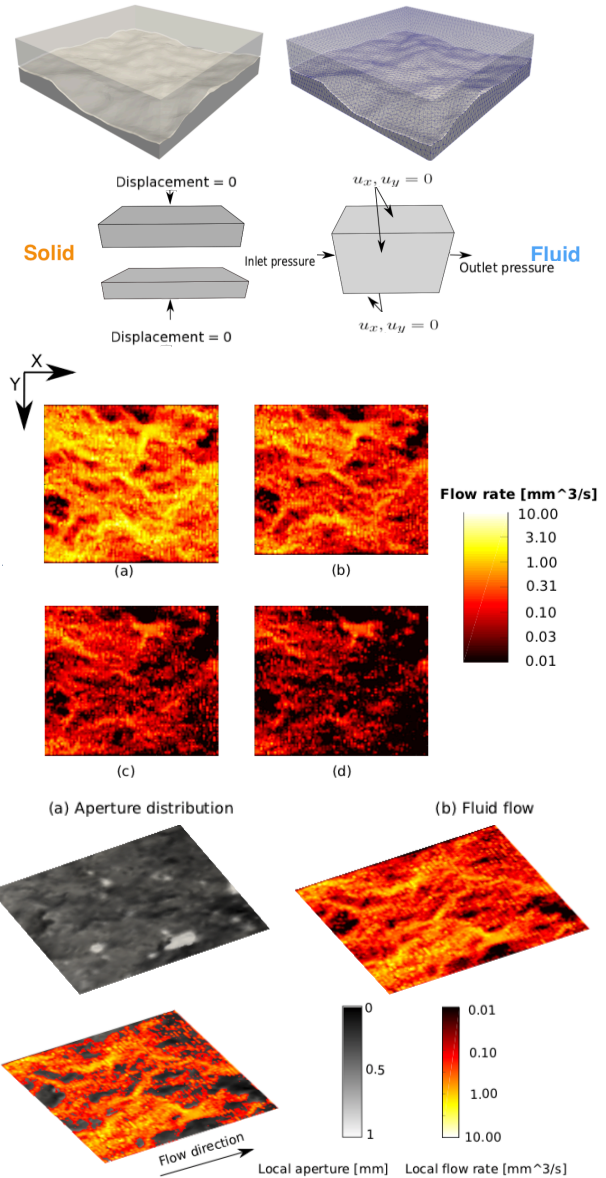 Displacement = 0
u_x, u_y = 0
Solid
Inlet pressure
Fluid
Outlet pressure
Displacement = 0
u_x, u_y = 0
X
Y
Flow rate [mm^3/s]
10.00
3.10
1.00
0.31
0.10
0.03
0.01
(a)
(b)
(c)
(d)
(a) Aperture distribution
(b) Fluid flow
0
0.5
1
0.01
0.10
1.00
10.00
Flow direction
Local aperture [mm]
Local flow rate [mm^3/s]